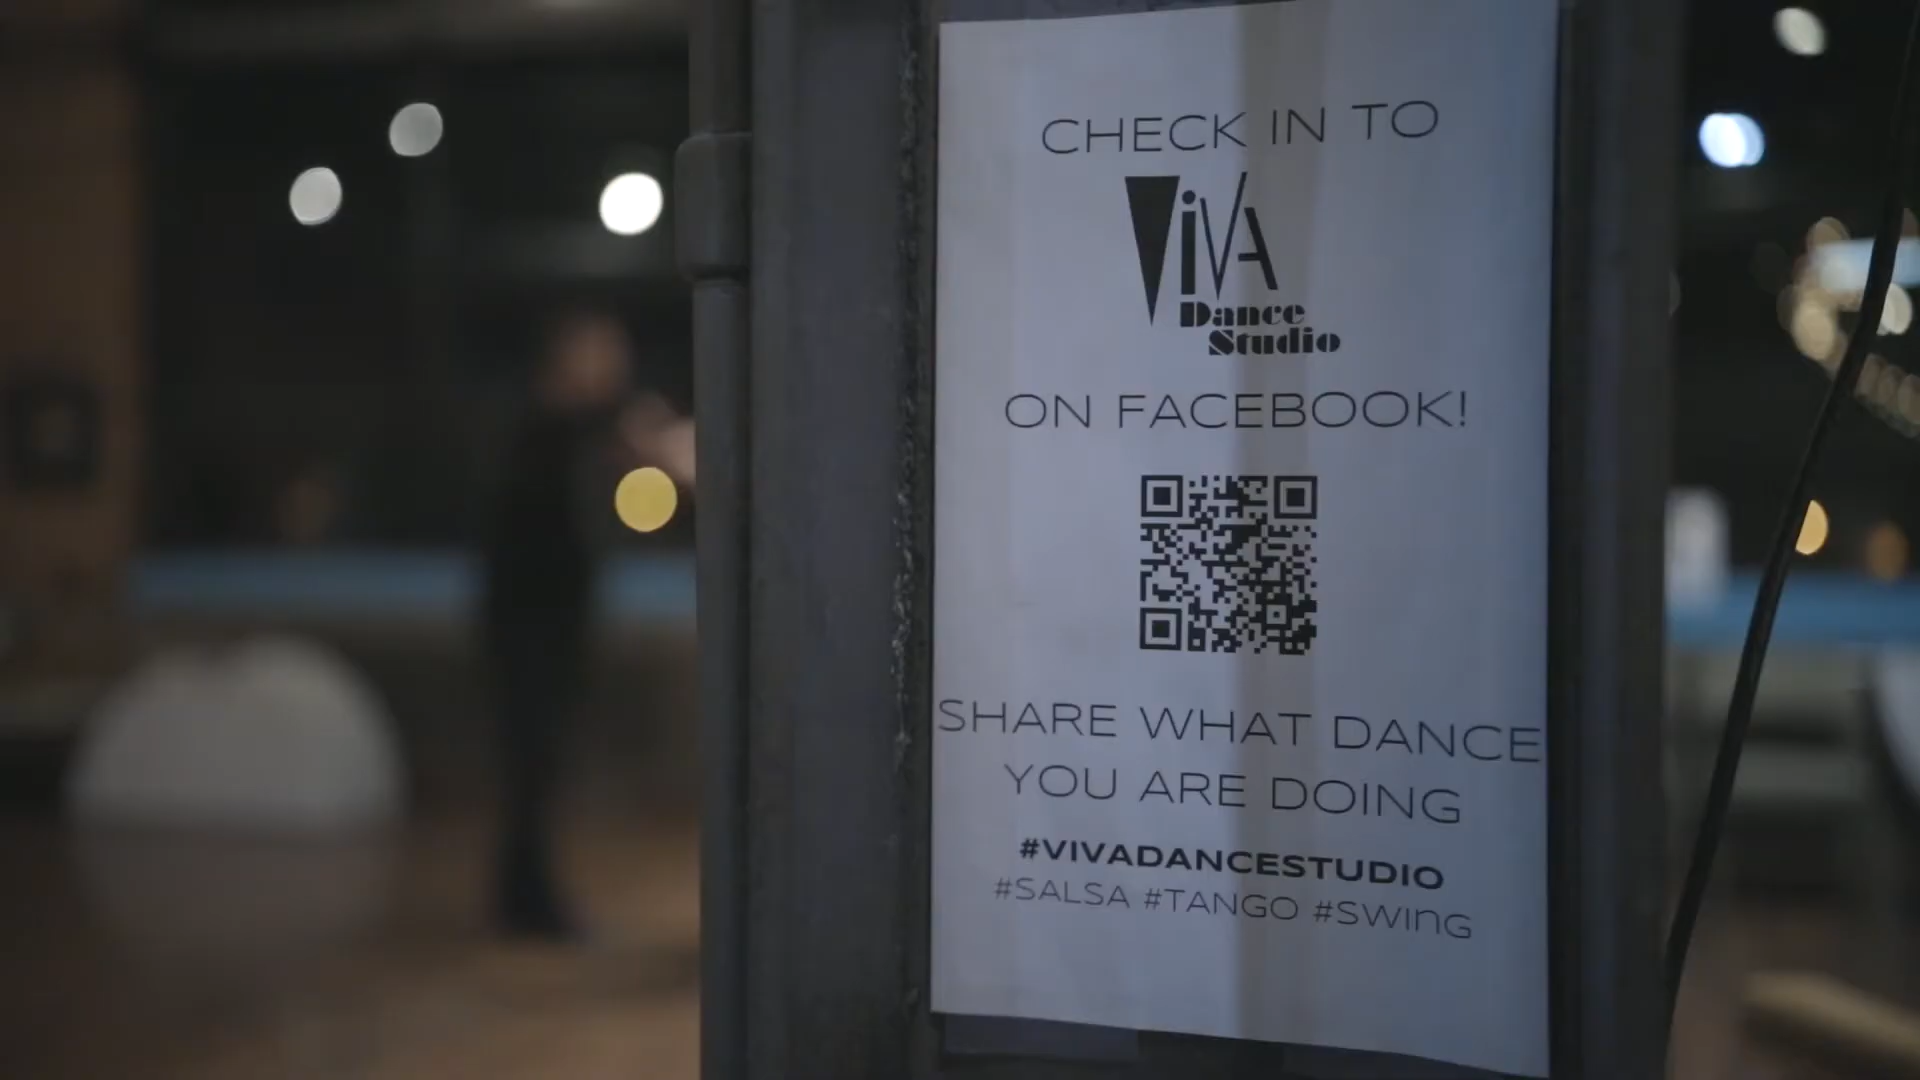 CHECK IN TO
ViVA
Dance
Studio
ON FACEBOOK!
SHARE WHAT DANCE
YOU ARE DOING
#VIVADANCESTUDIO
#SALSA #TANGO #SWING